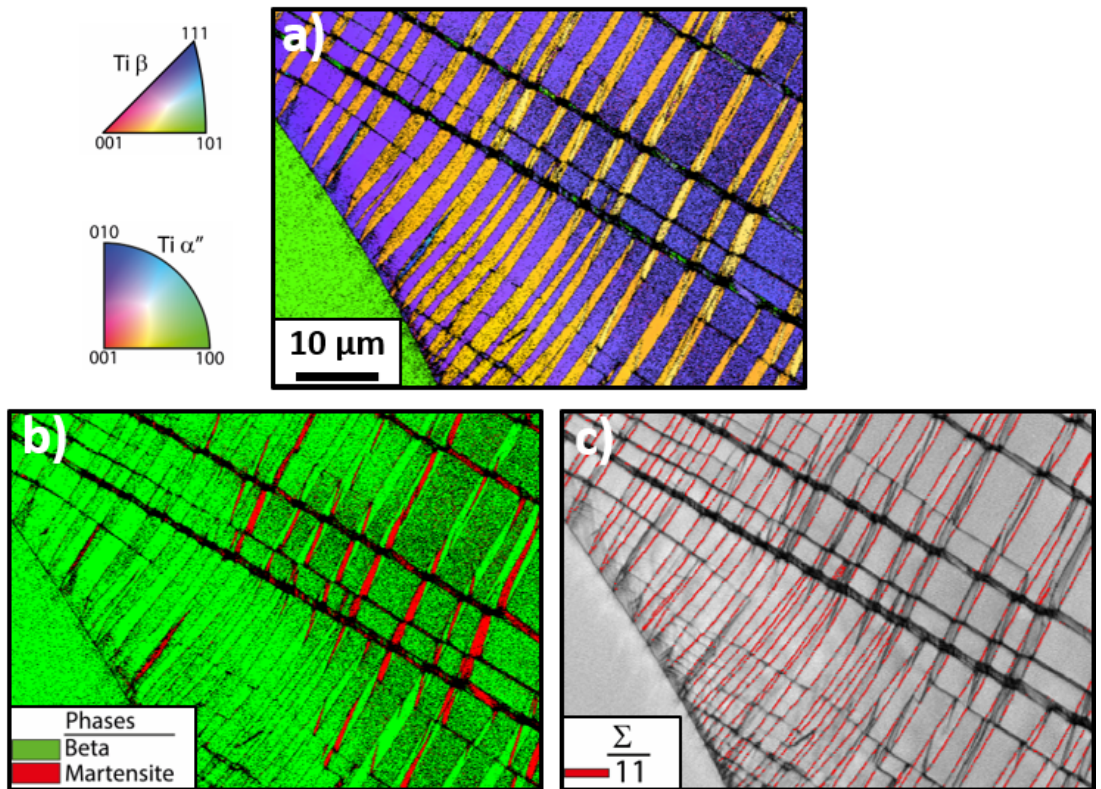 111
Ti β
001
101
010
Ti α″
001
100
a)
10 µm
b)
Phases
Beta
Martensite
c)
Σ
11